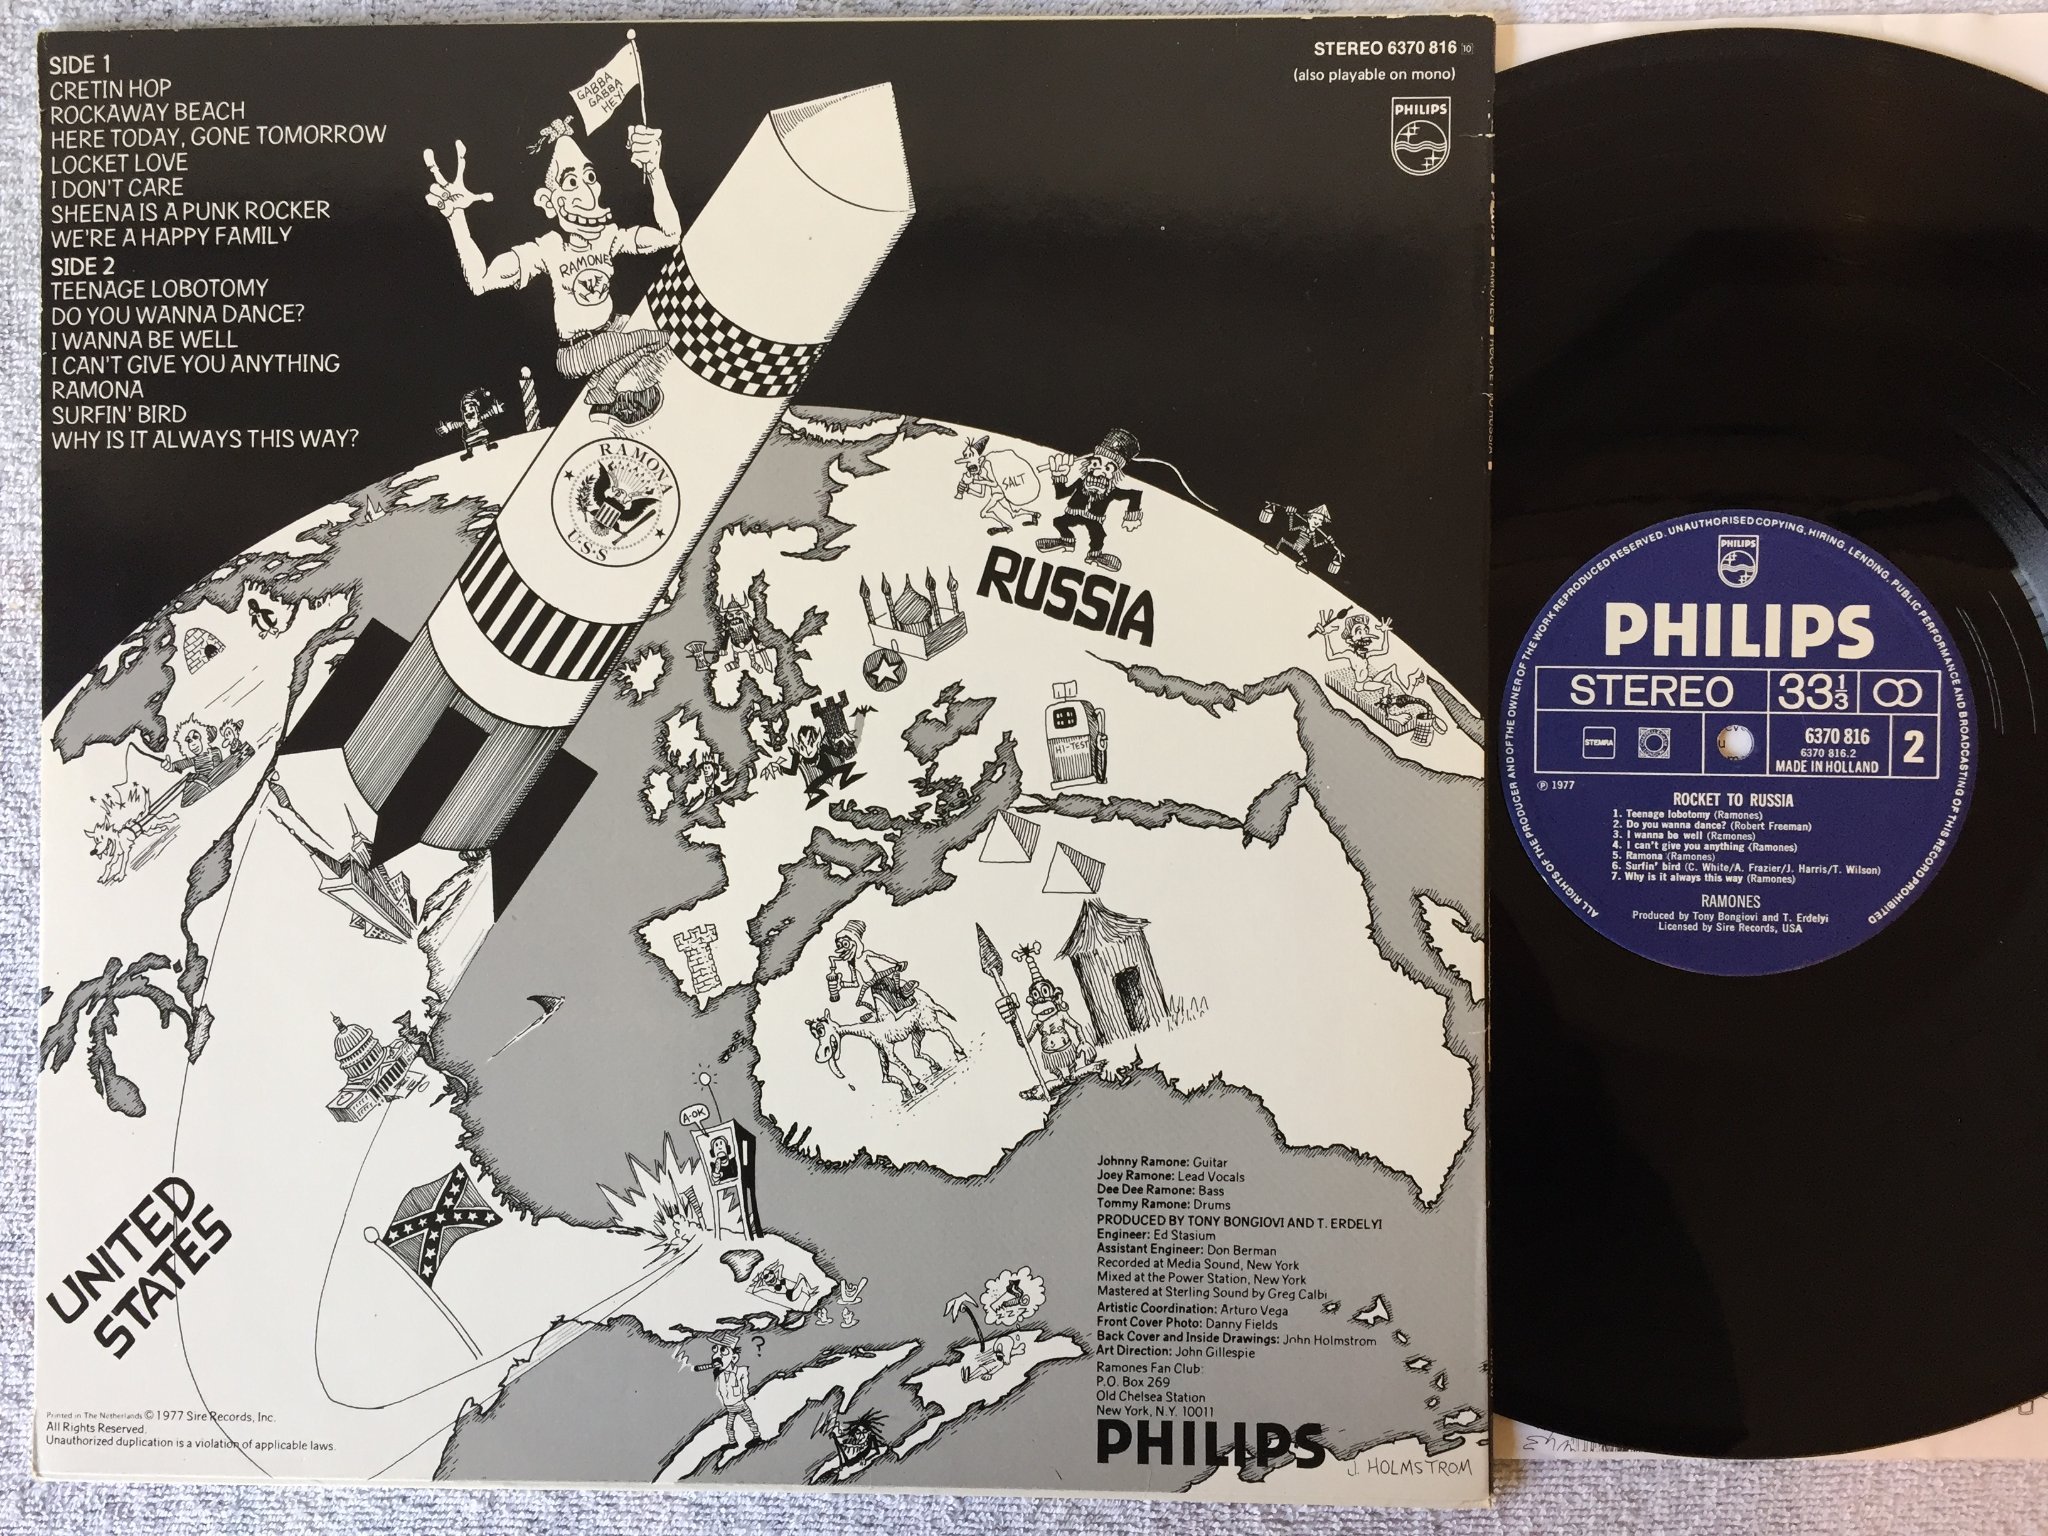 SIDE 1
CRETIN HOP
ROCKAWAY BEACH
HERE TODAY, GONE TOMORROW
LOCKET LOVE
I DON'T CARE
SHEENA IS A PUNK ROCKER
WE'RE A HAPPY FAMILY
SIDE 2
TEENAGE LOBOTOMY
DO YOU WANNA DANCE?
I WANNA BE WELL
I CAN'T GIVE YOU ANYTHING
RAMONA
SURFIN' BIRD
WHY IS IT ALWAYS THIS WAY?
GABBA
GABBA
HEY!
RAMONES
STEREO 6370 816 10
(also playable on mono)
PHILIPS
RAMONA
U·S·S
SALT
RUSSIA
HI-TEST
A-OK
UNITED
STATES
?
ZZZ
Johnny Ramone: Guitar
Joey Ramone: Lead Vocals
Dee Dee Ramone: Bass
Tommy Ramone: Drums
PRODUCED BY TONY BONGIOVI AND T. ERDELYI
Engineer: Ed Stasium
Assistant Engineer: Don Berman
Recorded at Media Sound, New York
Mixed at the Power Station, New York
Mastered at Sterling Sound by Greg Calbi
Artistic Coordination: Arturo Vega
Front Cover Photo: Danny Fields
Back Cover and Inside Drawings: John Holmstrom
Art Direction: John Gillespie
Ramones Fan Club:
P.O. Box 269
Old Chelsea Station
New York, N.Y. 10011
PHILIPS
J. HOLMSTROM
Printed in The Netherlands © 1977 Sire Records, Inc.
All Rights Reserved.
Unauthorized duplication is a violation of applicable laws.
ALL RIGHTS OF THE PRODUCER AND OF THE OWNER OF THE WORK REPRODUCED RESERVED. UNAUTHORISED COPYING, HIRING, LENDING, PUBLIC PERFORMANCE AND BROADCASTING OF THIS RECORD PROHIBITED
PHILIPS
PHILIPS
STEREO
33 1/3
STEMRA
6370 816
6370 816.2
MADE IN HOLLAND
2
℗ 1977
ROCKET TO RUSSIA
1. Teenage lobotomy (Ramones)
2. Do you wanna dance? (Robert Freeman)
3. I wanna be well (Ramones)
4. I can't give you anything (Ramones)
5. Ramona (Ramones)
6. Surfin' bird (C. White/A. Frazier/J. Harris/T. Wilson)
7. Why is it always this way (Ramones)
RAMONES
Produced by Tony Bongiovi and T. Erdelyi
Licensed by Sire Records, USA